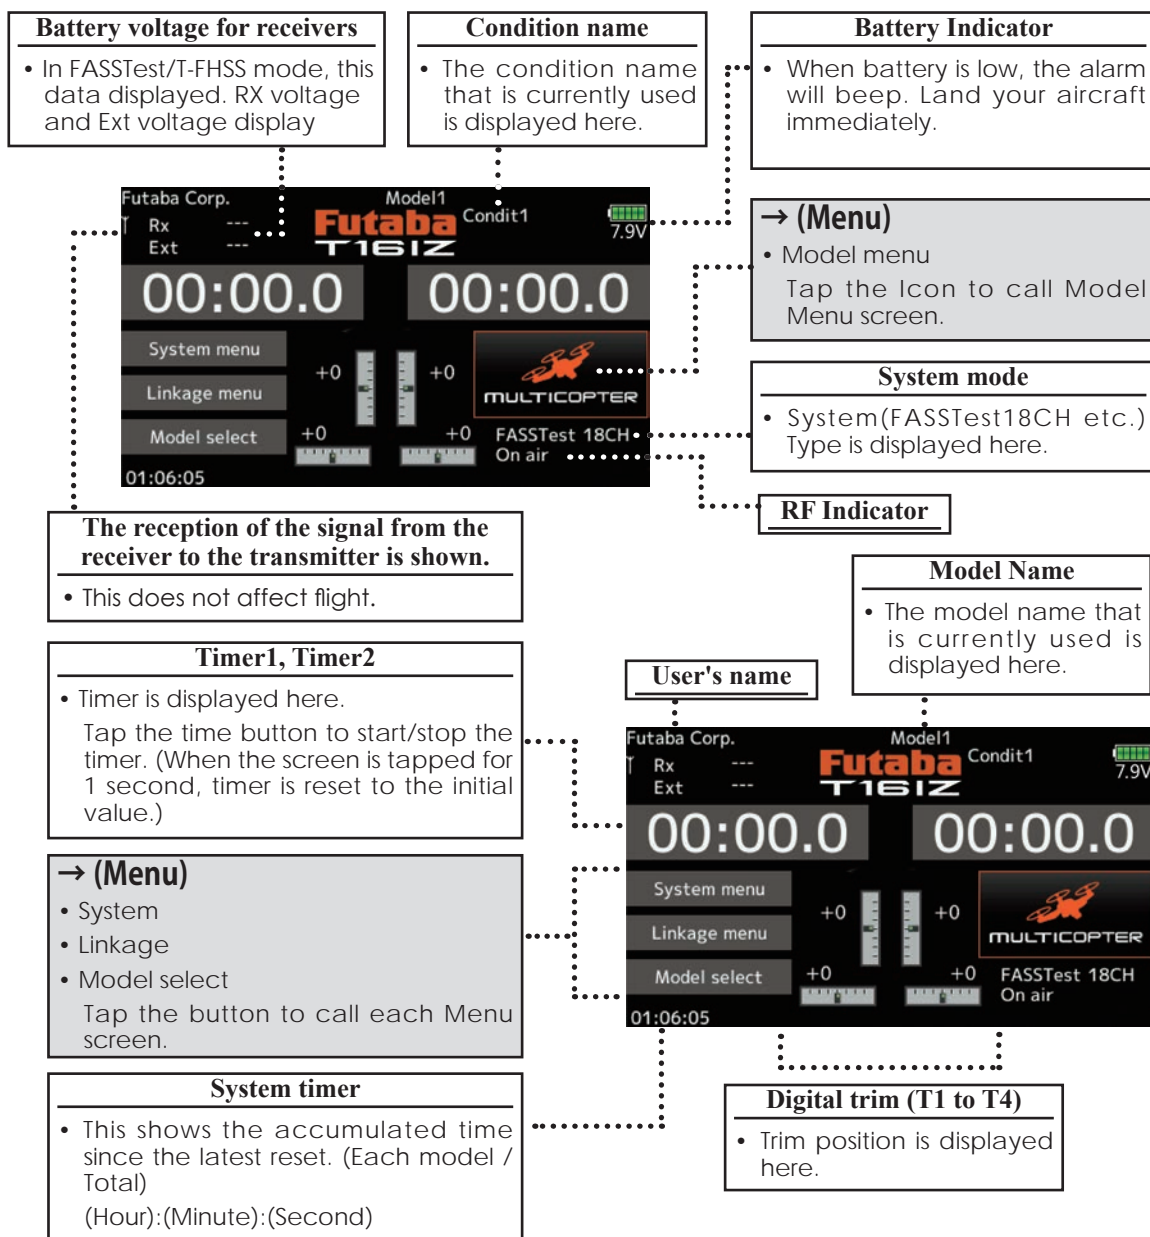 Battery voltage for receivers
• In FASSTest/T-FHSS mode, this
data displayed. RX voltage
and Ext voltage display
Condition name
• The condition name
that is currently used
is displayed here.
Battery Indicator
• When battery is low, the alarm
will beep. Land your aircraft
immediately.
Futaba Corp.
Model1
Rx ---
Ext ---
Futaba
T16IZ
Condit1
7.9V
00:00.0
00:00.0
System menu
Linkage menu
Model select
+0
+0
+0
+0
MULTICOPTER
FASSTest 18CH
On air
01:06:05
→ (Menu)
• Model menu
Tap the Icon to call Model
Menu screen.
System mode
• System(FASSTest18CH etc.)
Type is displayed here.
RF Indicator
The reception of the signal from the
receiver to the transmitter is shown.
• This does not affect flight.
Model Name
• The model name that
is currently used is
displayed here.
Timer1, Timer2
• Timer is displayed here.
Tap the time button to start/stop the
timer. (When the screen is tapped for
1 second, timer is reset to the initial
value.)
User's name
Futaba Corp.
Model1
Rx ---
Ext ---
Futaba
T16IZ
Condit1
7.9V
00:00.0
00:00.0
System menu
Linkage menu
Model select
+0
+0
+0
+0
MULTICOPTER
FASSTest 18CH
On air
01:06:05
→ (Menu)
• System
• Linkage
• Model select
Tap the button to call each Menu
screen.
System timer
• This shows the accumulated time
since the latest reset. (Each model /
Total)
(Hour):(Minute):(Second)
Digital trim (T1 to T4)
• Trim position is displayed
here.